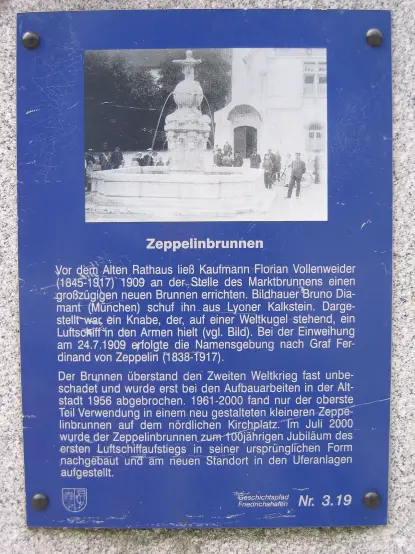 Zeppelinbrunnen
Vor dem Alten Rathaus ließ Kaufmann Florian Vollenweider
(1845-1917) 1909 an der Stelle des Marktbrunnens einen
großzügigen neuen Brunnen errichten. Bildhauer Bruno Dia-
mant (München) schuf ihn aus Lyoner Kalkstein. Darge-
stellt war ein Knabe, der, auf einer Weltkugel stehend, ein
Luftschiff in den Armen hielt (vgl. Bild). Bei der Einweihung
am 24.7.1909 erfolgte die Namensgebung nach Graf Fer-
dinand von Zeppelin (1838-1917).
Der Brunnen überstand den Zweiten Weltkrieg fast unbe-
schadet und wurde erst bei den Aufbauarbeiten in der Alt-
stadt 1956 abgebrochen. 1961-2000 fand nur der oberste
Teil Verwendung in einem neu gestalteten kleineren Zeppe-
linbrunnen auf dem nördlichen Kirchplatz. Im Juli 2000
wurde der Zeppelinbrunnen zum 100jährigen Jubiläum des
ersten Luftschiffaufstiegs in seiner ursprünglichen Form
nachgebaut und am neuen Standort in den Uferanlagen
aufgestellt.
Geschichtspfad
Friedrichshafen
Nr. 3.19